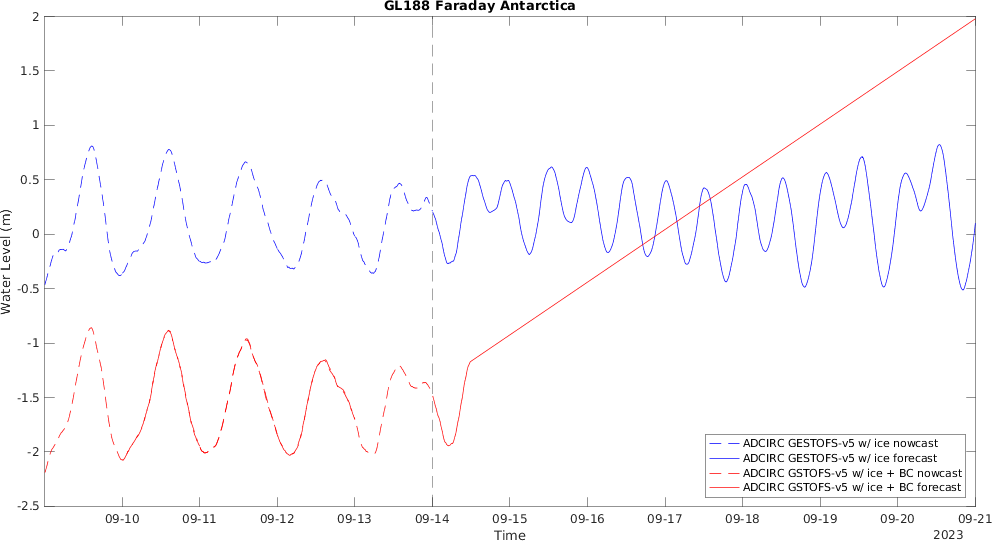 GL188 Faraday Antarctica
2
1.5
1
0.5
0
-0.5
-1
-1.5
-2
-2.5
Water Level (m)
ADCIRC GESTOFS-v5 w/ ice nowcast
ADCIRC GESTOFS-v5 w/ ice forecast
ADCIRC GSTOFS-v5 w/ ice + BC nowcast
ADCIRC GSTOFS-v5 w/ ice + BC forecast
09-10 09-11 09-12 09-13 09-14 09-15 09-16 09-17 09-18 09-19 09-20 09-21
Time
2023